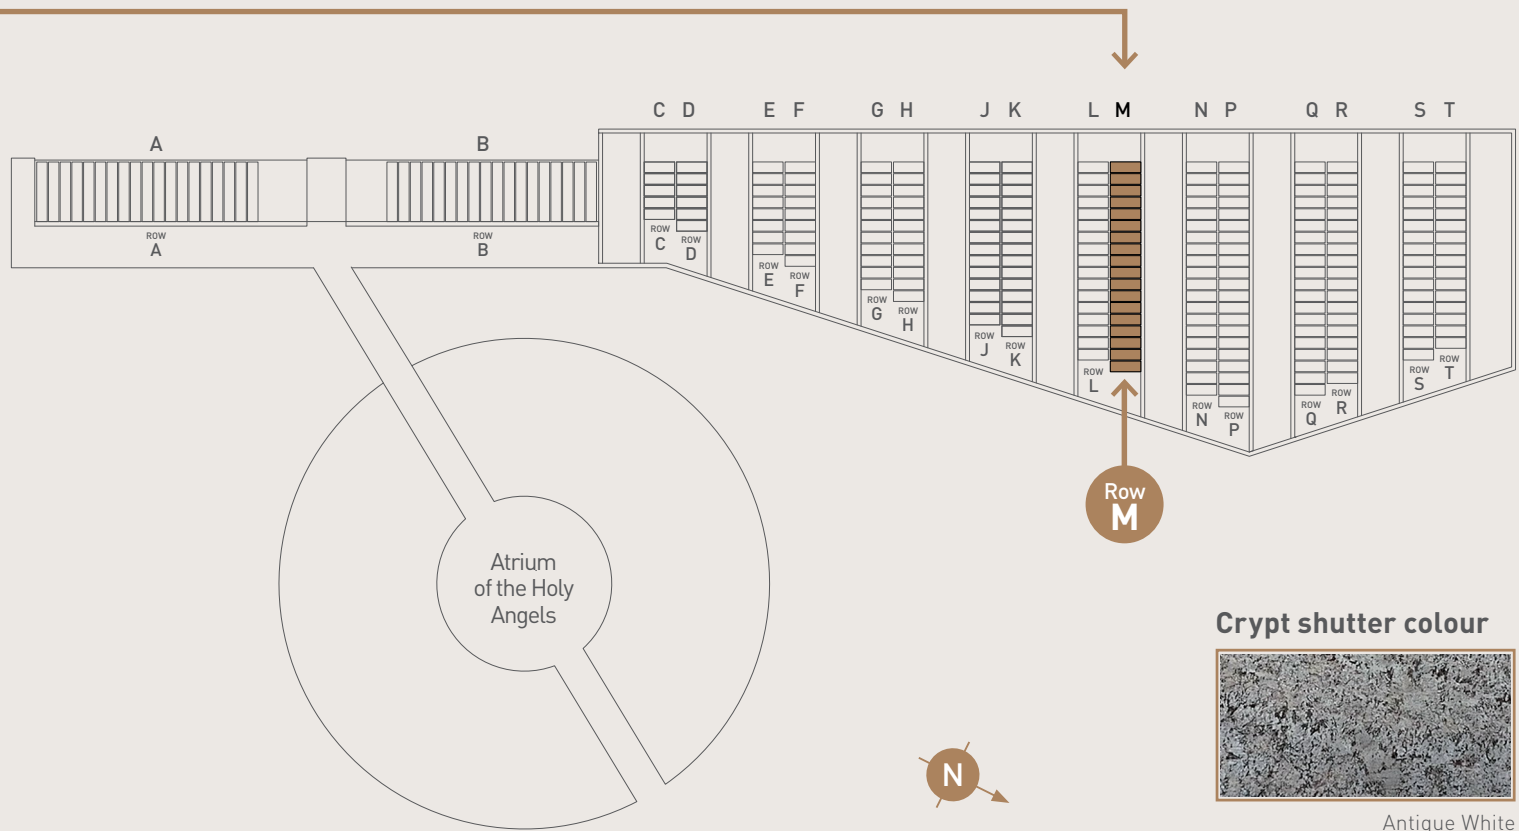 C D E F G H J K L M N P Q R S T
A B
ROW
A
ROW
B
ROW
C
ROW
D
ROW
E
ROW
F
ROW
G
ROW
H
ROW
J
ROW
K
ROW
L
ROW
N
ROW
P
ROW
Q
ROW
R
ROW
S
ROW
T
Row
M
Atrium
of the Holy
Angels
N
Crypt shutter colour
Antique White